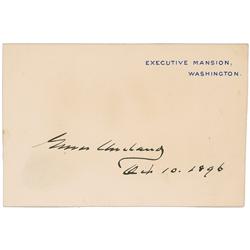 EXECUTIVE MANSION,
WASHINGTON.
Grover Cleveland
Oct 10. 1896